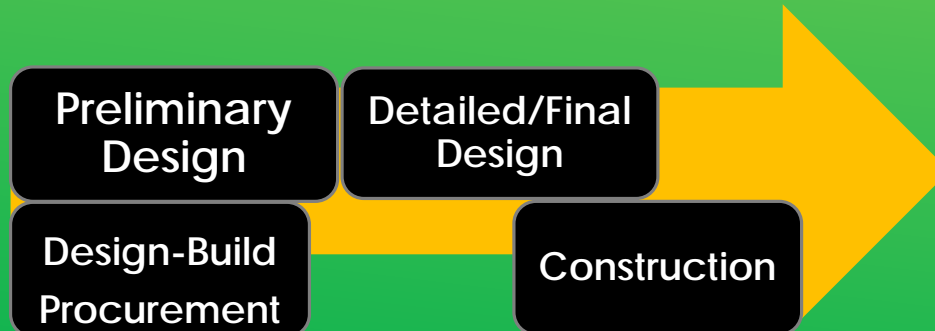 Preliminary
Design
Detailed/Final
Design
Design-Build
Procurement
Construction